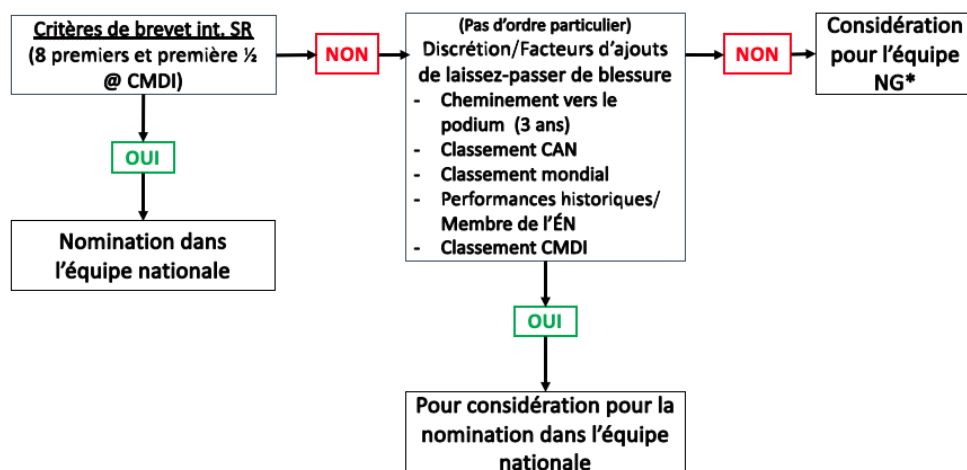 Critères de brevet int. SR
(8 premiers et première ½
@ CMDI)
NON
(Pas d'ordre particulier)
Discrétion/Facteurs d'ajouts
de laissez-passer de blessure
- Cheminement vers le
podium (3 ans)
- Classement CAN
- Classement mondial
- Performances historiques/
Membre de l'ÉN
- Classement CMDI
NON
Considération
pour l'équipe
NG*
OUI
Nomination dans
l'équipe nationale
OUI
Pour considération pour la
nomination dans l'équipe
nationale